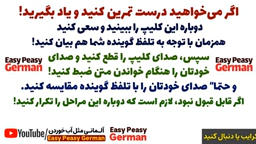 اگر می‌خواهید درست تمرین کنید و یاد بگیرید!
دوباره این کلیپ را ببینید و سعی کنید
همزمان با توجه به تلفظ گوینده شما هم بیان کنید!
Easy Peasy German
سپس، صدای کلیپ را قطع کنید و صدای
خودتان را هنگام خواندن متن ضبط کنید!
Easy Peasy German
و حتما" صدای خودتان را با تلفظ گوینده مقایسه کنید.
اگر قابل قبول نبود، لازم است که دوباره این مراحل را تکرار کنید!
YouTube/ آلمانی مثل آب خوردن
Easy Peasy German
Easy Peasy German
دنبال کنید